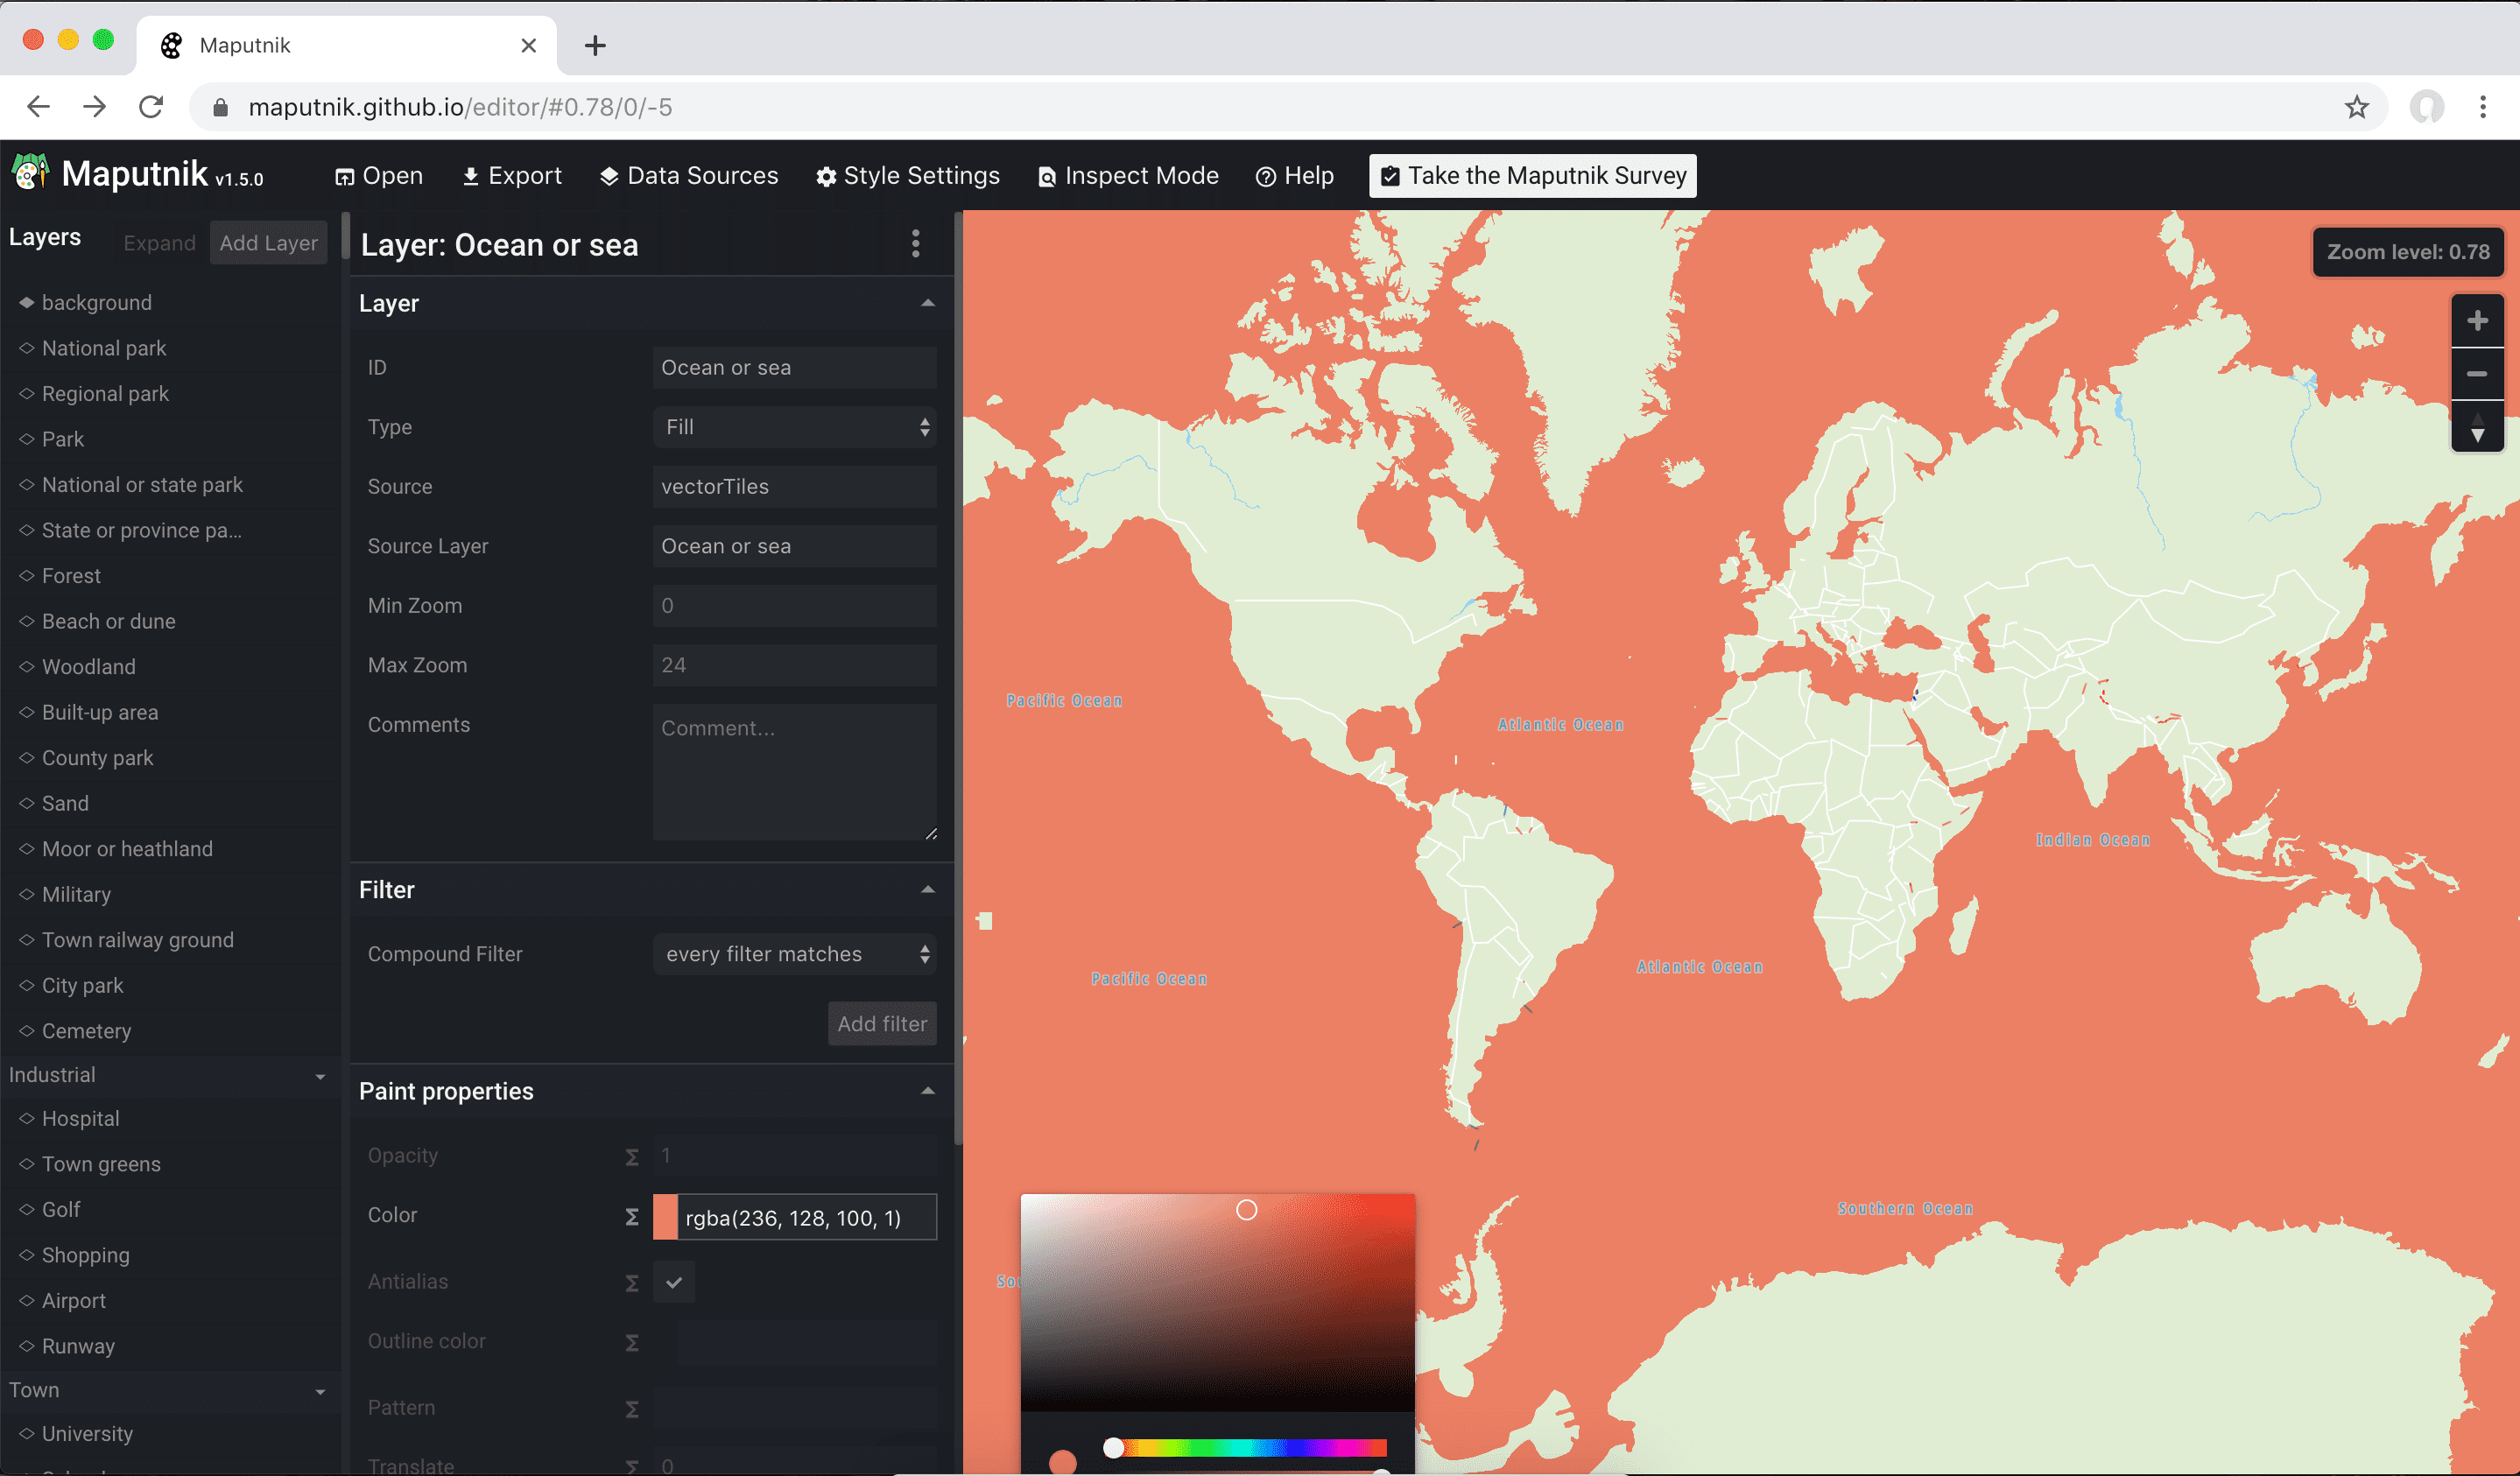 Maputnik
maputnik.github.io/editor/#0.78/0/-5
Maputnik v1.5.0
Open
Export
Data Sources
Style Settings
Inspect Mode
Help
Take the Maputnik Survey
Layers
Expand
Add Layer
background
National park
Regional park
Park
National or state park
State or province pa...
Forest
Beach or dune
Woodland
Built-up area
County park
Sand
Moor or heathland
Military
Town railway ground
City park
Cemetery
Industrial
Hospital
Town greens
Golf
Shopping
Airport
Runway
Town
University
Layer: Ocean or sea
Layer
ID
Ocean or sea
Type
Fill
Source
vectorTiles
Source Layer
Ocean or sea
Min Zoom
0
Max Zoom
24
Comments
Comment...
Filter
Compound Filter
every filter matches
Add filter
Paint properties
Opacity
1
Color
rgba(236, 128, 100, 1)
Antialias
Outline color
Pattern
Translate
0
Zoom level: 0.78
Pacific Ocean
Atlantic Ocean
Indian Ocean
Atlantic Ocean
Pacific Ocean
Southern Ocean